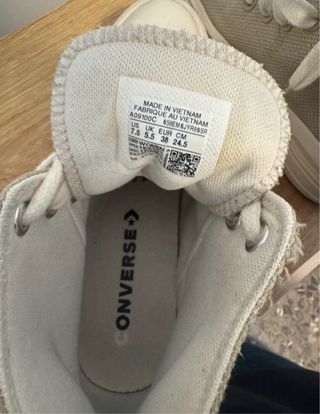 MADE IN VIETNAM
FABRIQUE AU VIETNAM
A09100C
US UK EUR CM
7.5 5.5 38 24.5
CONVERSE